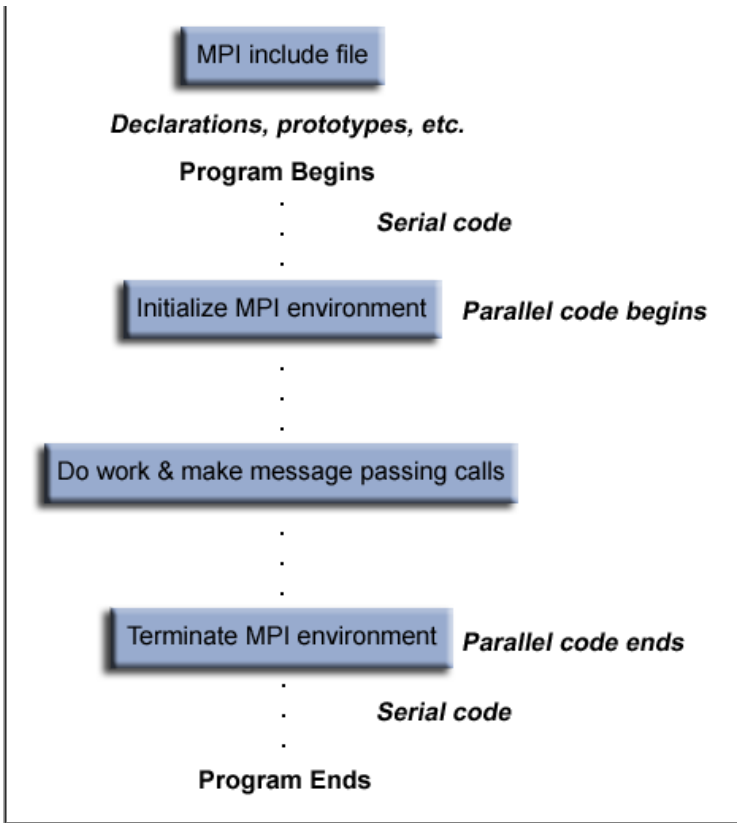 MPI include file
Declarations, prototypes, etc.
Program Begins
Serial code
Initialize MPI environment
Parallel code begins
Do work & make message passing calls
Terminate MPI environment
Parallel code ends
Serial code
Program Ends